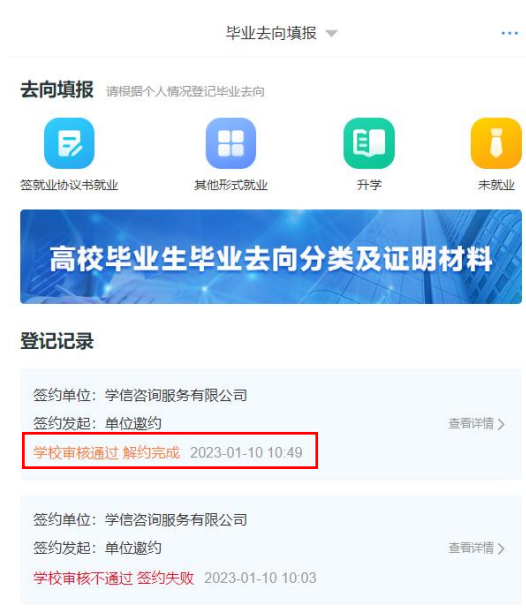 毕业去向填报
去向填报 请根据个人情况登记毕业去向
签就业协议书就业 其他形式就业 升学 未就业
高校毕业生毕业去向分类及证明材料
登记记录
签约单位：学信咨询服务有限公司
签约发起：单位邀约 查看详情
学校审核通过 解约完成 2023-01-10 10:49
签约单位：学信咨询服务有限公司
签约发起：单位邀约 查看详情
学校审核不通过 签约失败 2023-01-10 10:03